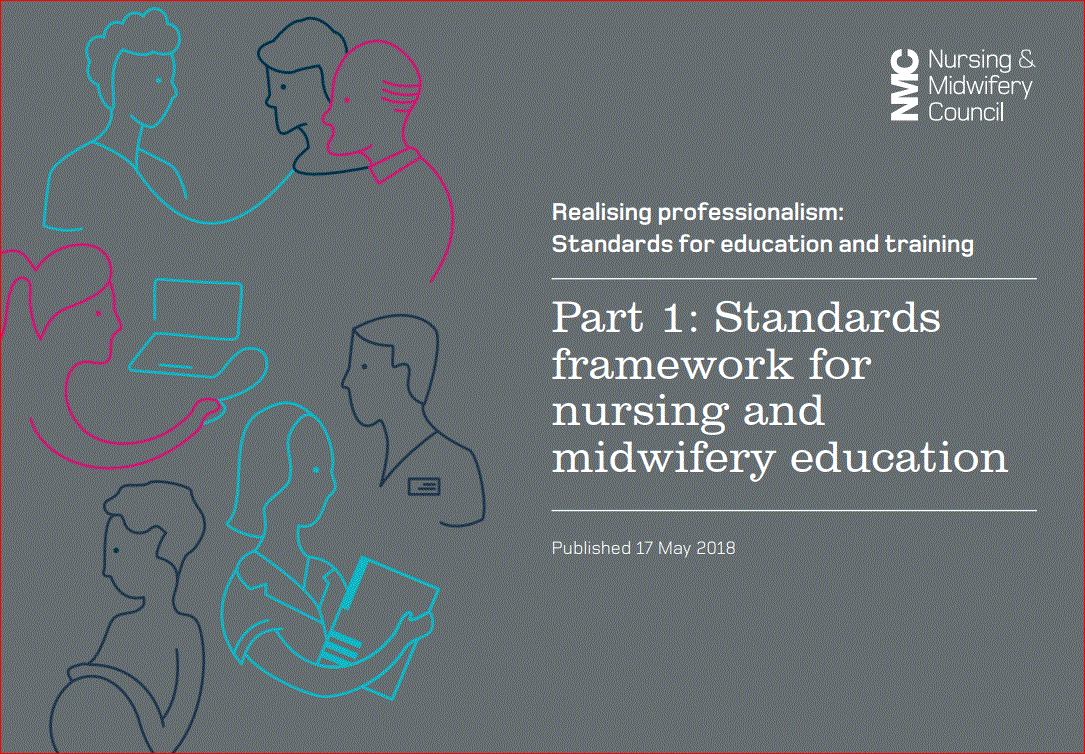 NMC
Nursing &
Midwifery
Council
Realising professionalism:
Standards for education and training
Part 1: Standards
framework for
nursing and
midwifery education
Published 17 May 2018